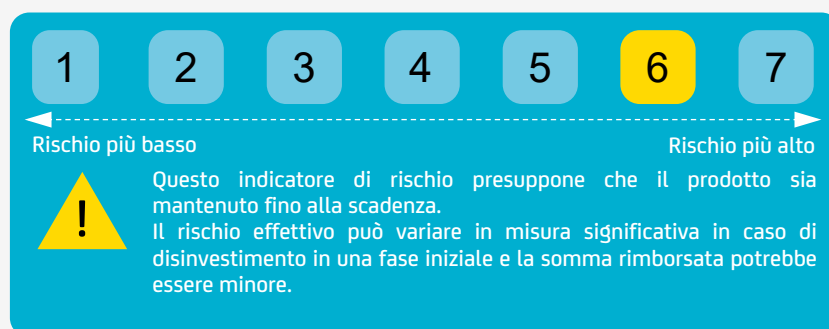 1 2 3 4 5 6 7
Rischio più basso Rischio più alto
!
Questo indicatore di rischio presuppone che il prodotto sia
mantenuto fino alla scadenza.
Il rischio effettivo può variare in misura significativa in caso di
disinvestimento in una fase iniziale e la somma rimborsata potrebbe
essere minore.